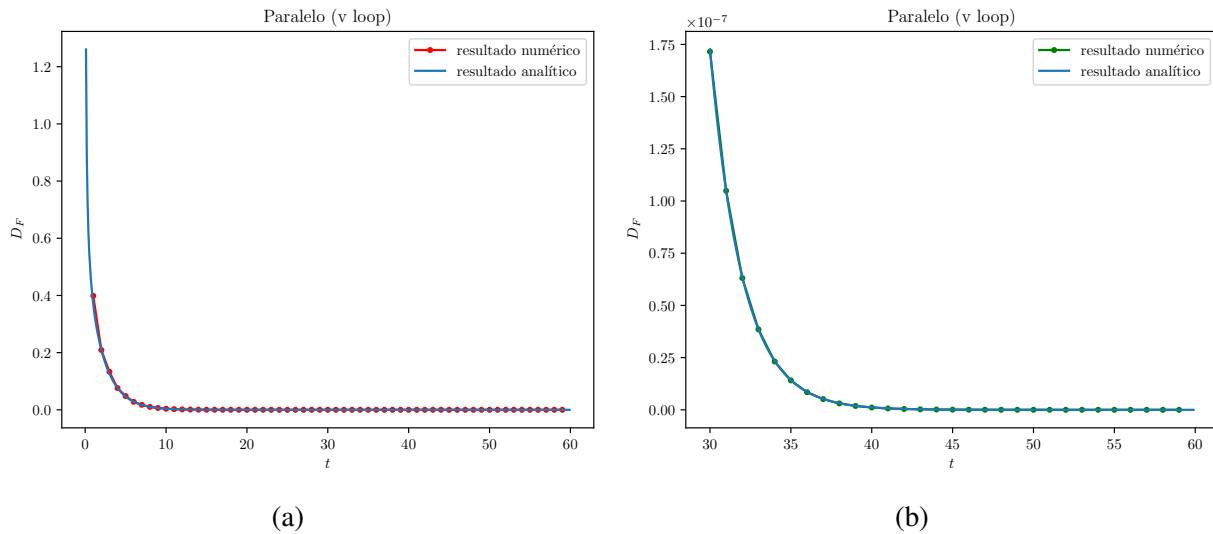 Paralelo (v loop)
resultado numérico
resultado analítico
1.2
1.0
0.8
0.6
0.4
0.2
0.0
D_F
0
10
20
30
40
50
60
t
(a)
×10⁻⁷
Paralelo (v loop)
resultado numérico
resultado analítico
1.75
1.50
1.25
1.00
0.75
0.50
0.25
0.00
D_F
30
35
40
45
50
55
60
t
(b)